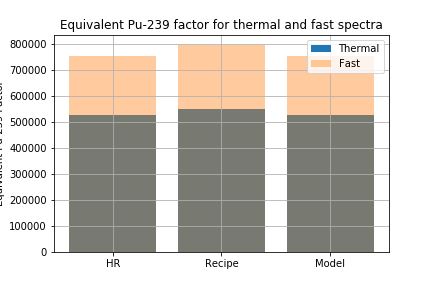 Equivalent Pu-239 factor for thermal and fast spectra
800000
700000
600000
500000
400000
300000
200000
100000
0
Thermal
Fast
HR
Recipe
Model